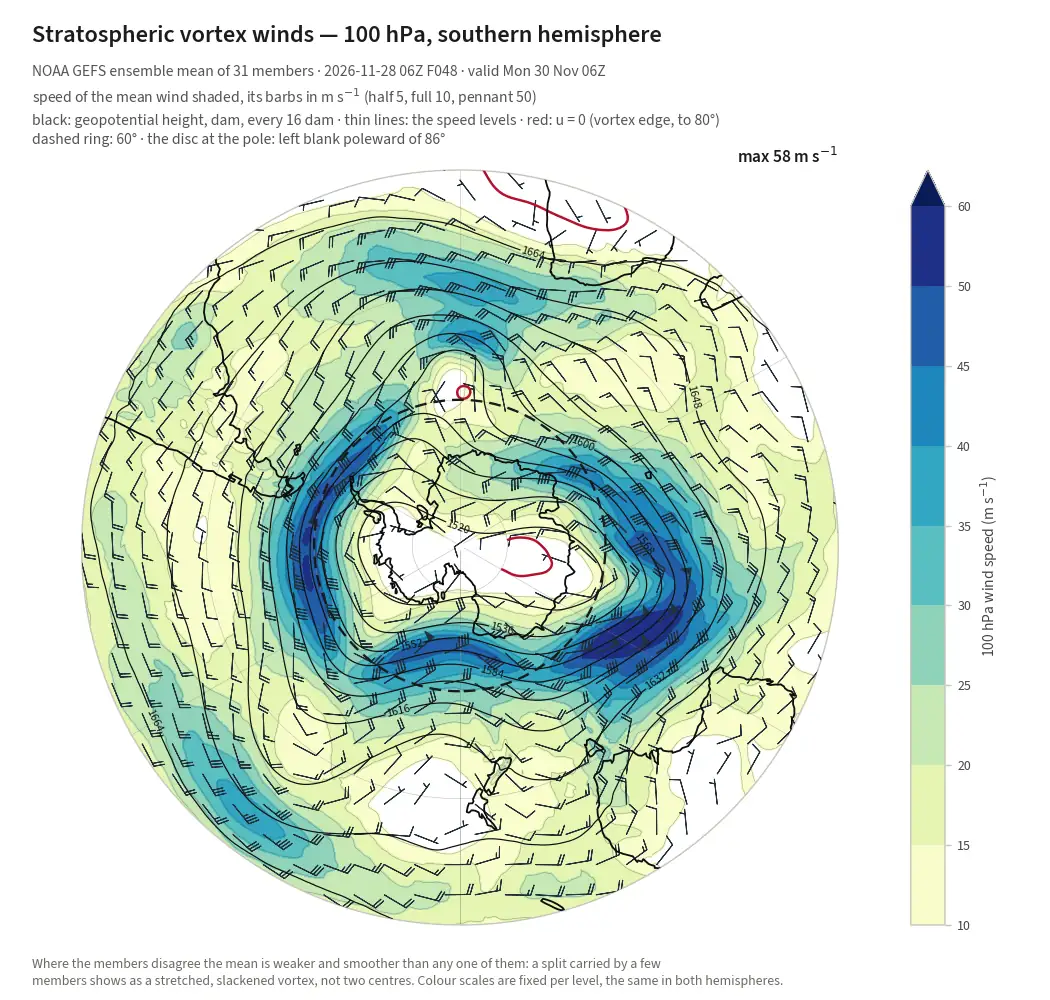 Stratospheric vortex winds — 100 hPa, southern hemisphere
NOAA GEFS ensemble mean of 31 members · 2026-11-28 06Z F048 · valid Mon 30 Nov 06Z
speed of the mean wind shaded, its barbs in m s⁻¹ (half 5, full 10, pennant 50)
black: geopotential height, dam, every 16 dam · thin lines: the speed levels · red: u = 0 (vortex edge, to 80°)
dashed ring: 60° · the disc at the pole: left blank poleward of 86°
max 58 m s⁻¹
1664
1648
1600
1520
1568
1536
1552
1584
1632
1616
1664
60
50
45
40
35
30
25
20
15
10
100 hPa wind speed (m s⁻¹)
Where the members disagree the mean is weaker and smoother than any one of them: a split carried by a few
members shows as a stretched, slackened vortex, not two centres. Colour scales are fixed per level, the same in both hemispheres.